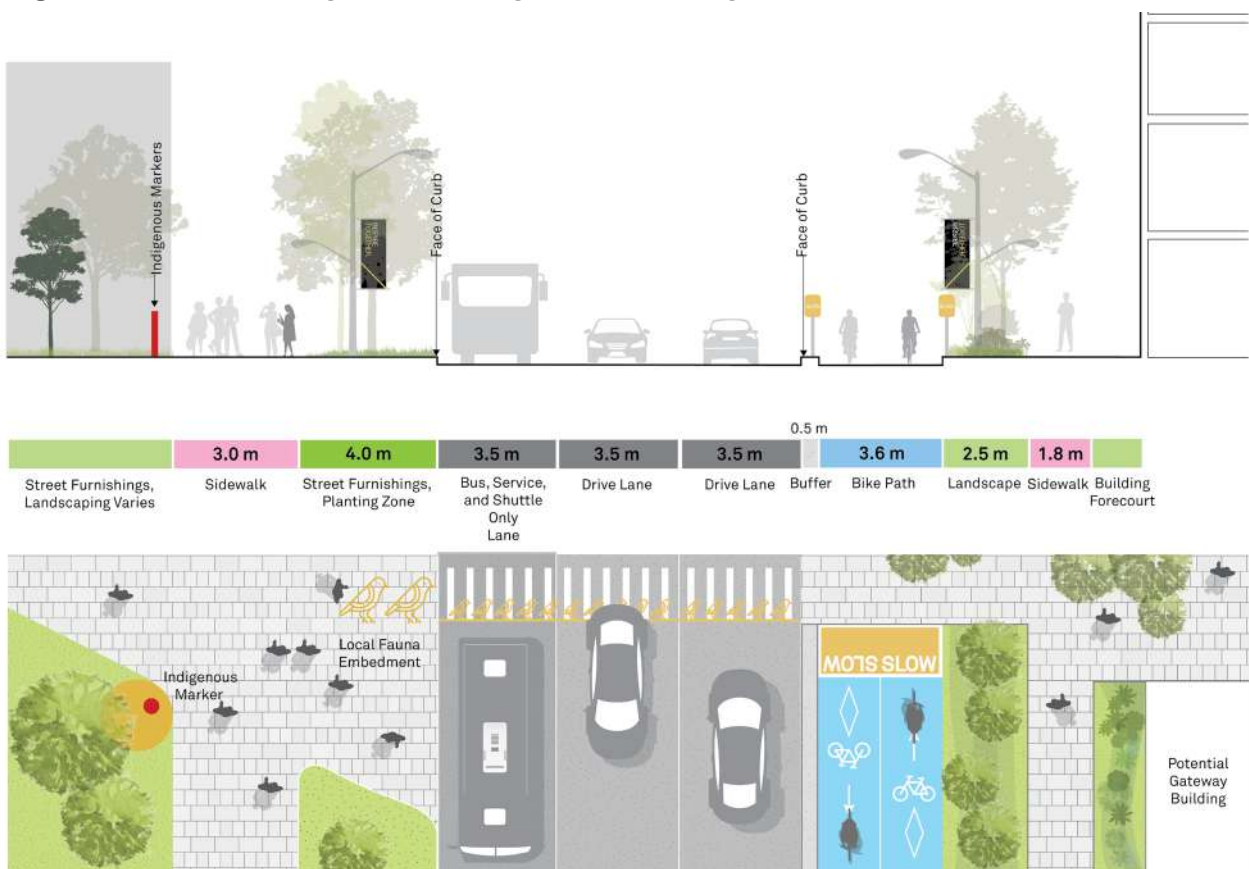 Indigenous Markers
Face of Curb
Face of Curb
0.5 m
3.0 m
4.0 m
3.5 m
3.5 m
3.5 m
3.6 m
2.5 m
1.8 m
Street Furnishings,
Landscaping Varies
Sidewalk
Street Furnishings,
Planting Zone
Bus, Service,
and Shuttle
Only
Lane
Drive Lane
Drive Lane
Buffer
Bike Path
Landscape
Sidewalk
Building
Forecourt
Local Fauna
Embedment
Indigenous
Marker
SLOW
SLOW
Potential
Gateway
Building